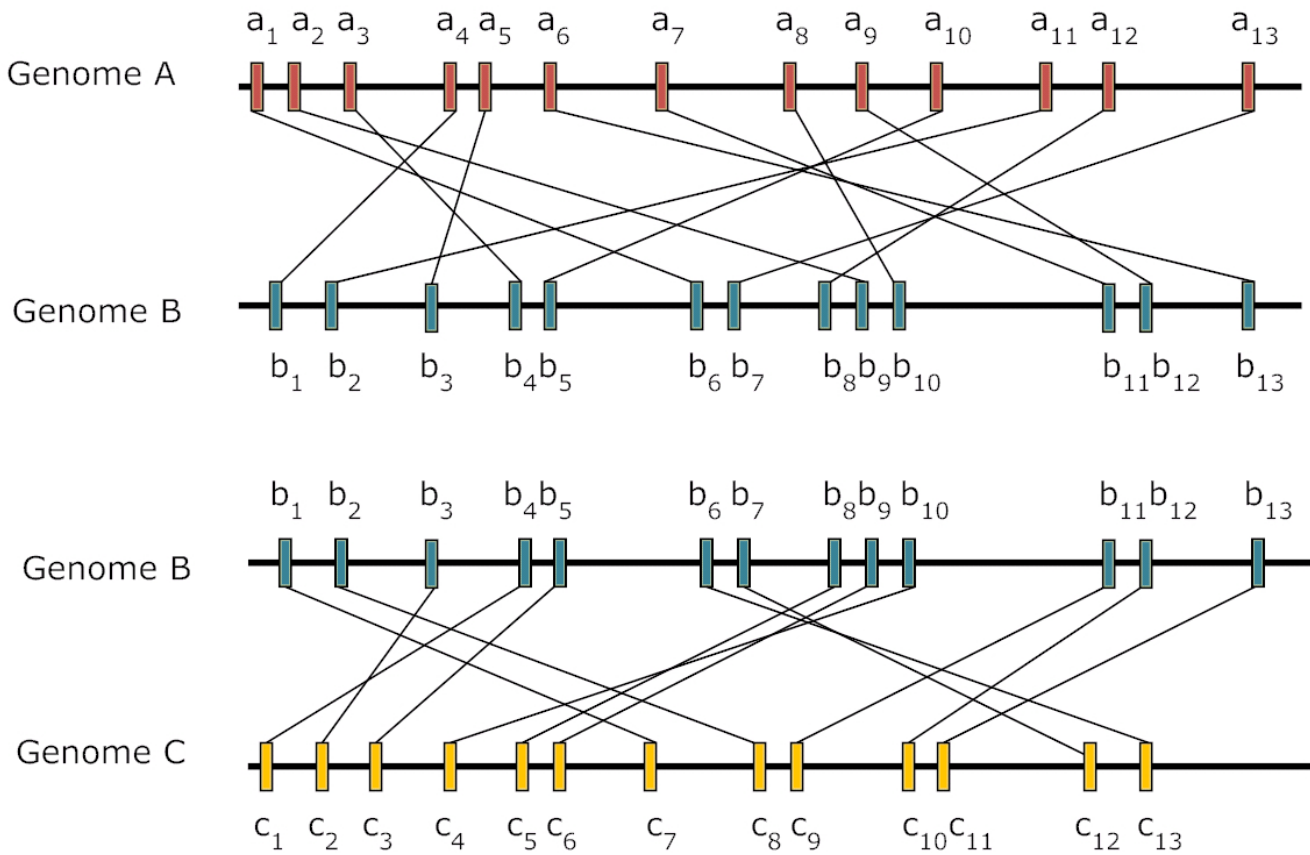 a₁ a₂ a₃ a₄ a₅ a₆ a₇ a₈ a₉ a₁₀ a₁₁ a₁₂ a₁₃
Genome A
Genome B
b₁ b₂ b₃ b₄ b₅ b₆ b₇ b₈ b₉ b₁₀ b₁₁ b₁₂ b₁₃
b₁ b₂ b₃ b₄ b₅ b₆ b₇ b₈ b₉ b₁₀ b₁₁ b₁₂ b₁₃
Genome B
Genome C
c₁ c₂ c₃ c₄ c₅ c₆ c₇ c₈ c₉ c₁₀ c₁₁ c₁₂ c₁₃